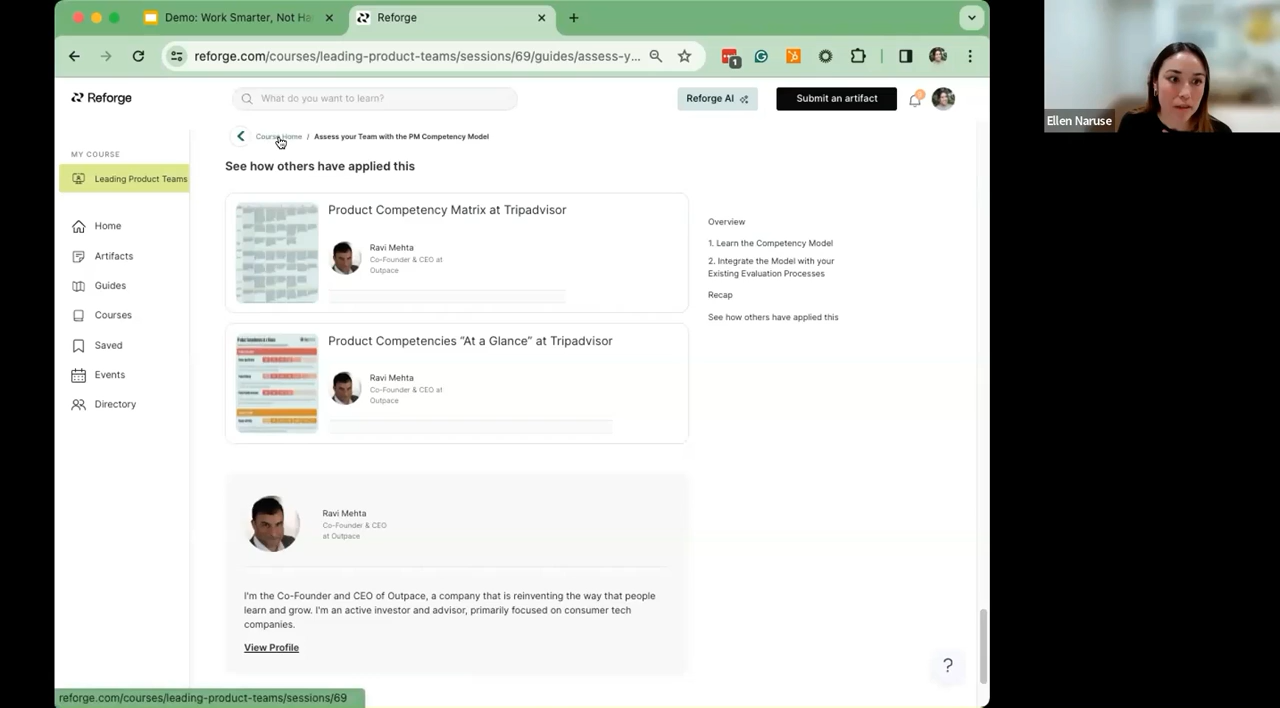 Demo: Work Smarter, Not Ha
Reforge
reforge.com/courses/leading-product-teams/sessions/69/guides/assess-y...
1
Reforge
What do you want to learn?
Reforge AI
Submit an artifact
Ellen Naruse
MY COURSE
Leading Product Teams
Home
Artifacts
Guides
Courses
Saved
Events
Directory
Course Home / Assess your Team with the PM Competency Model
See how others have applied this
Product Competency Matrix at Tripadvisor
Ravi Mehta
Co-Founder & CEO at
Outpace
Product Competencies “At a Glance” at Tripadvisor
Ravi Mehta
Co-Founder & CEO at
Outpace
Overview
1. Learn the Competency Model
2. Integrate the Model with your
Existing Evaluation Processes
Recap
See how others have applied this
Ravi Mehta
Co-Founder & CEO
at Outpace
I'm the Co-Founder and CEO of Outpace, a company that is reinventing the way that people
learn and grow. I'm an active investor and advisor, primarily focused on consumer tech
companies.
View Profile
?
reforge.com/courses/leading-product-teams/sessions/69